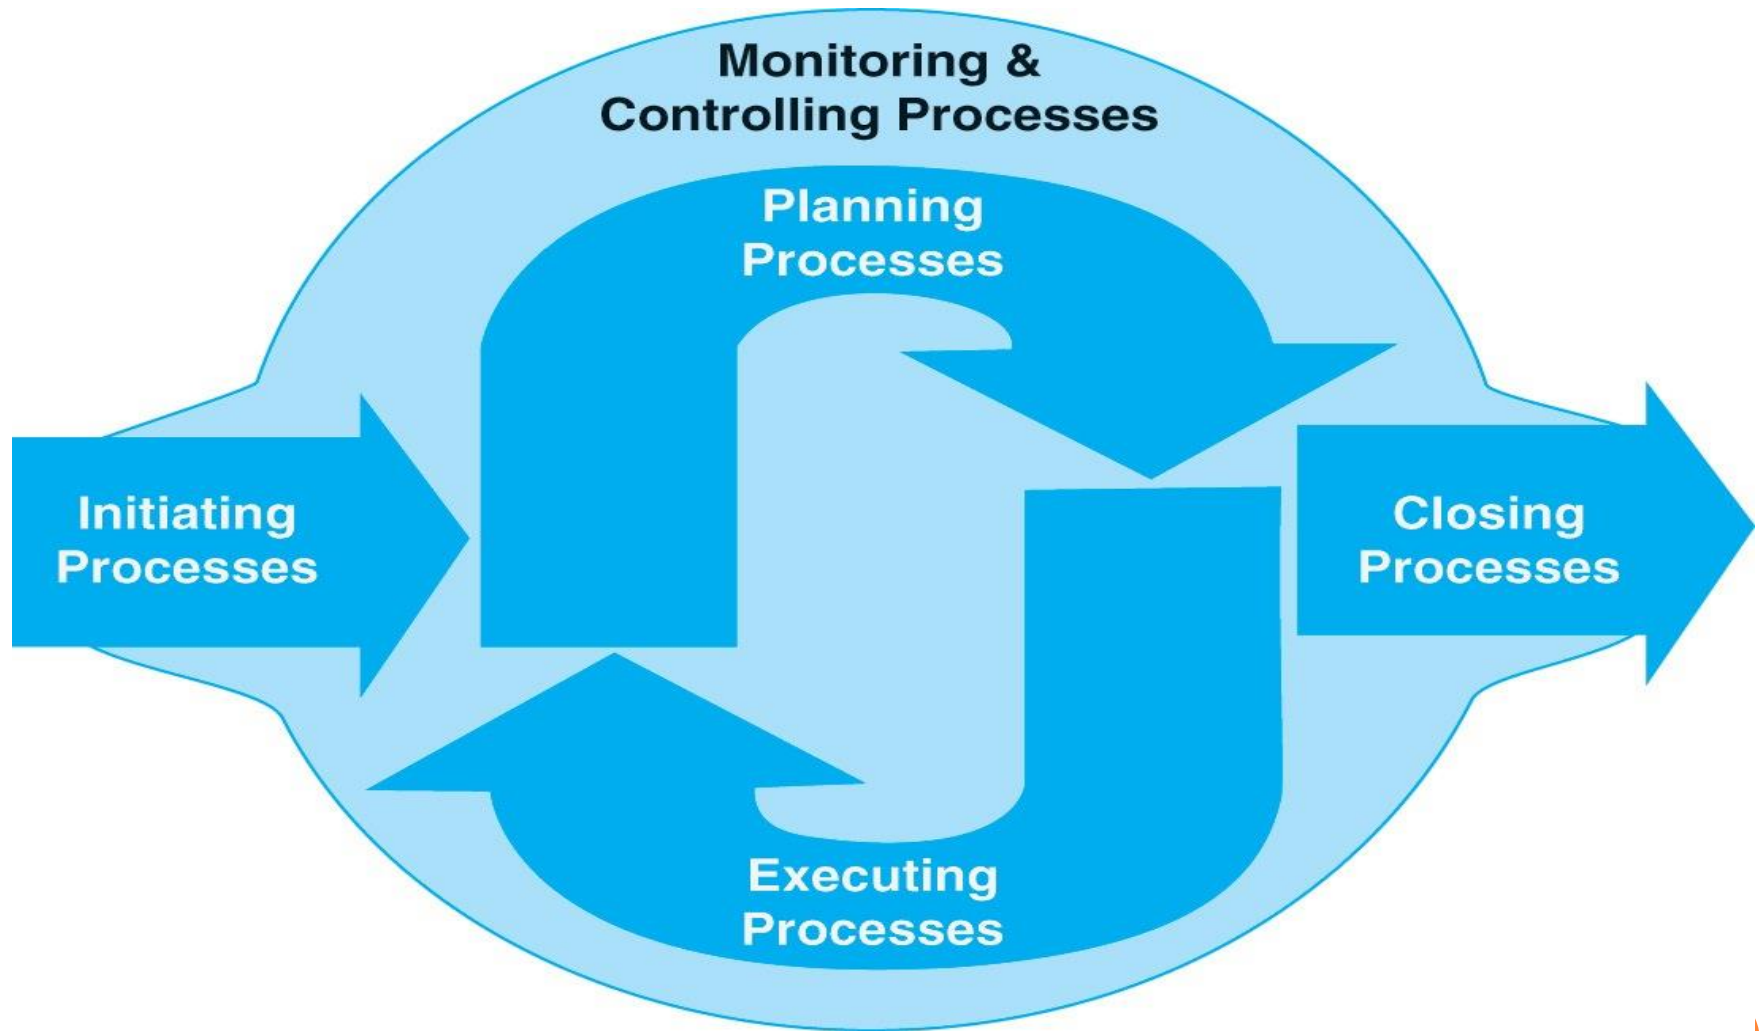 Monitoring &
Controlling Processes
Planning
Processes
Initiating
Processes
Closing
Processes
Executing
Processes